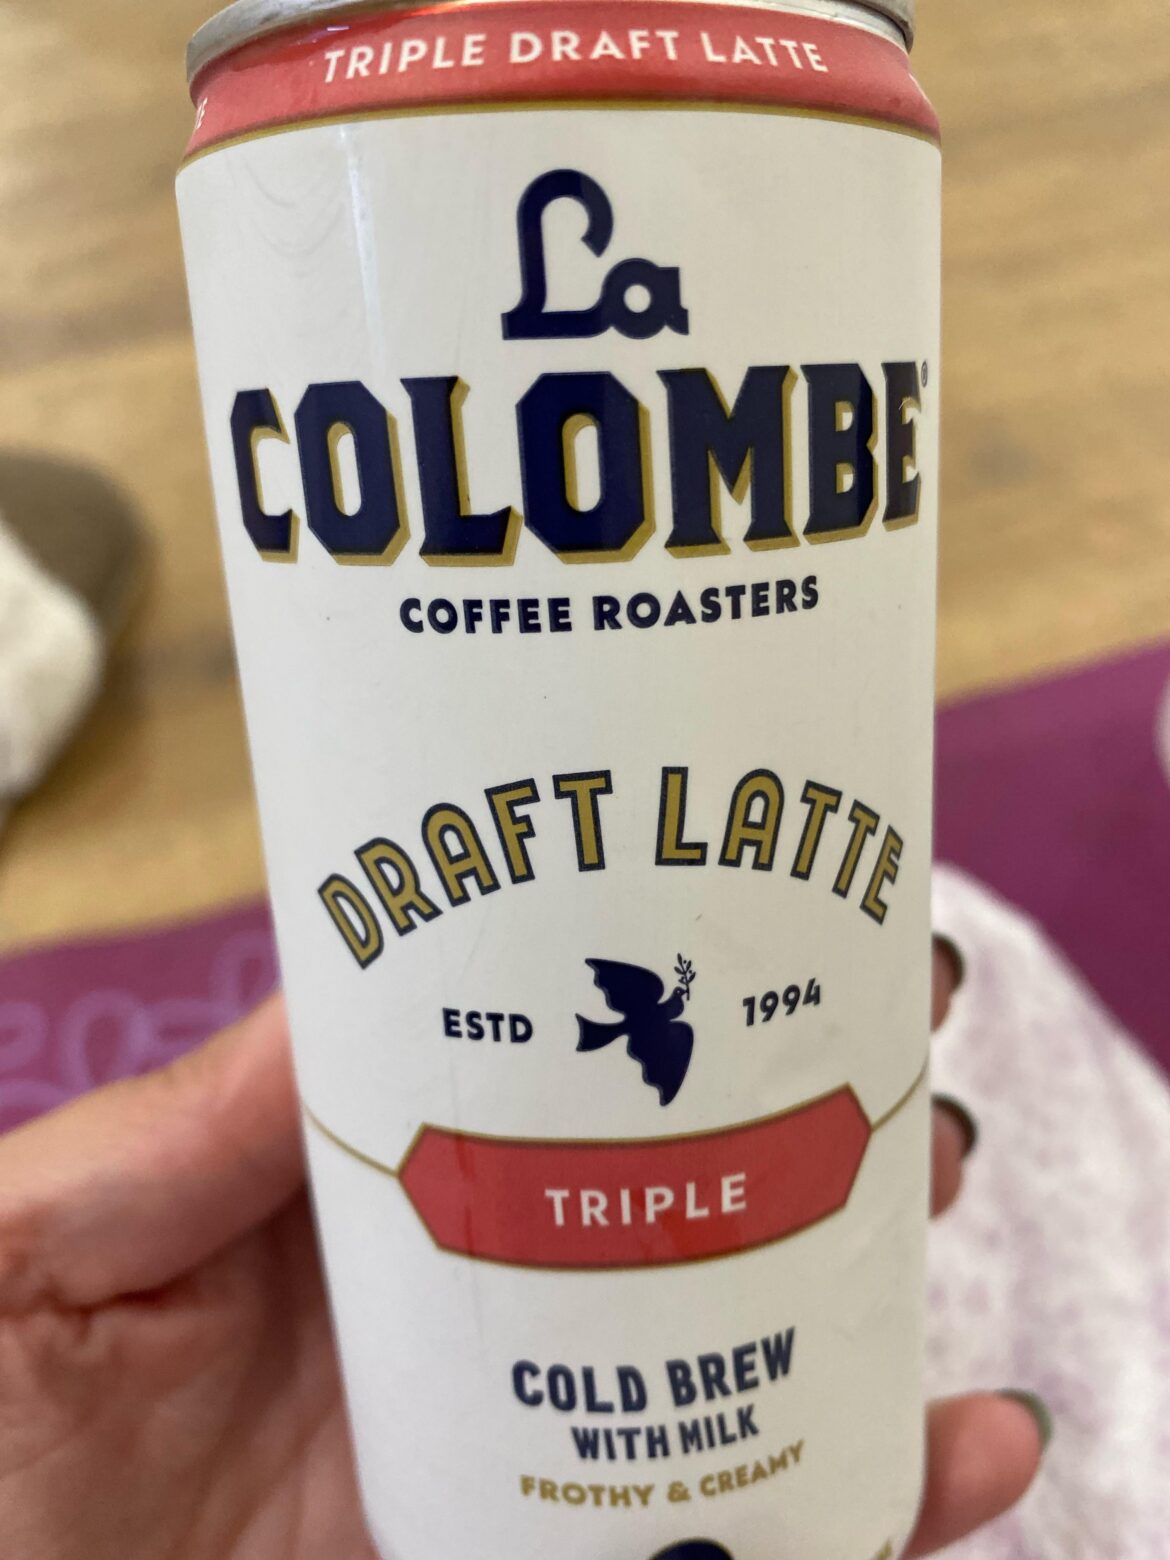 TRIPLE DRAFT LATTE
La
COLOMBE®
COFFEE ROASTERS
DRAFT LATTE
ESTD 1994
TRIPLE
COLD BREW
WITH MILK
FROTHY & CREAMY